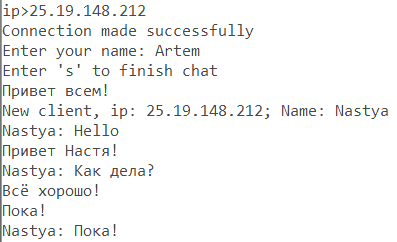 ip>25.19.148.212
Connection made successfully
Enter your name: Artem
Enter 's' to finish chat
Привет всем!
New client, ip: 25.19.148.212; Name: Nastya
Nastya: Hello
Привет Настя!
Nastya: Как дела?
Всё хорошо!
Пока!
Nastya: Пока!